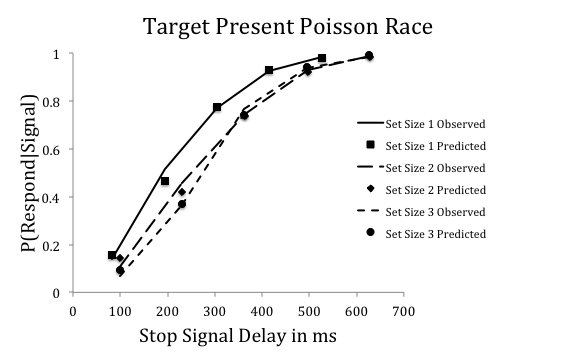 Target Present Poisson Race
P(Respond|Signal)
1
0.8
0.6
0.4
0.2
0
0 100 200 300 400 500 600 700
Stop Signal Delay in ms
Set Size 1 Observed
Set Size 1 Predicted
Set Size 2 Observed
Set Size 2 Predicted
Set Size 3 Observed
Set Size 3 Predicted